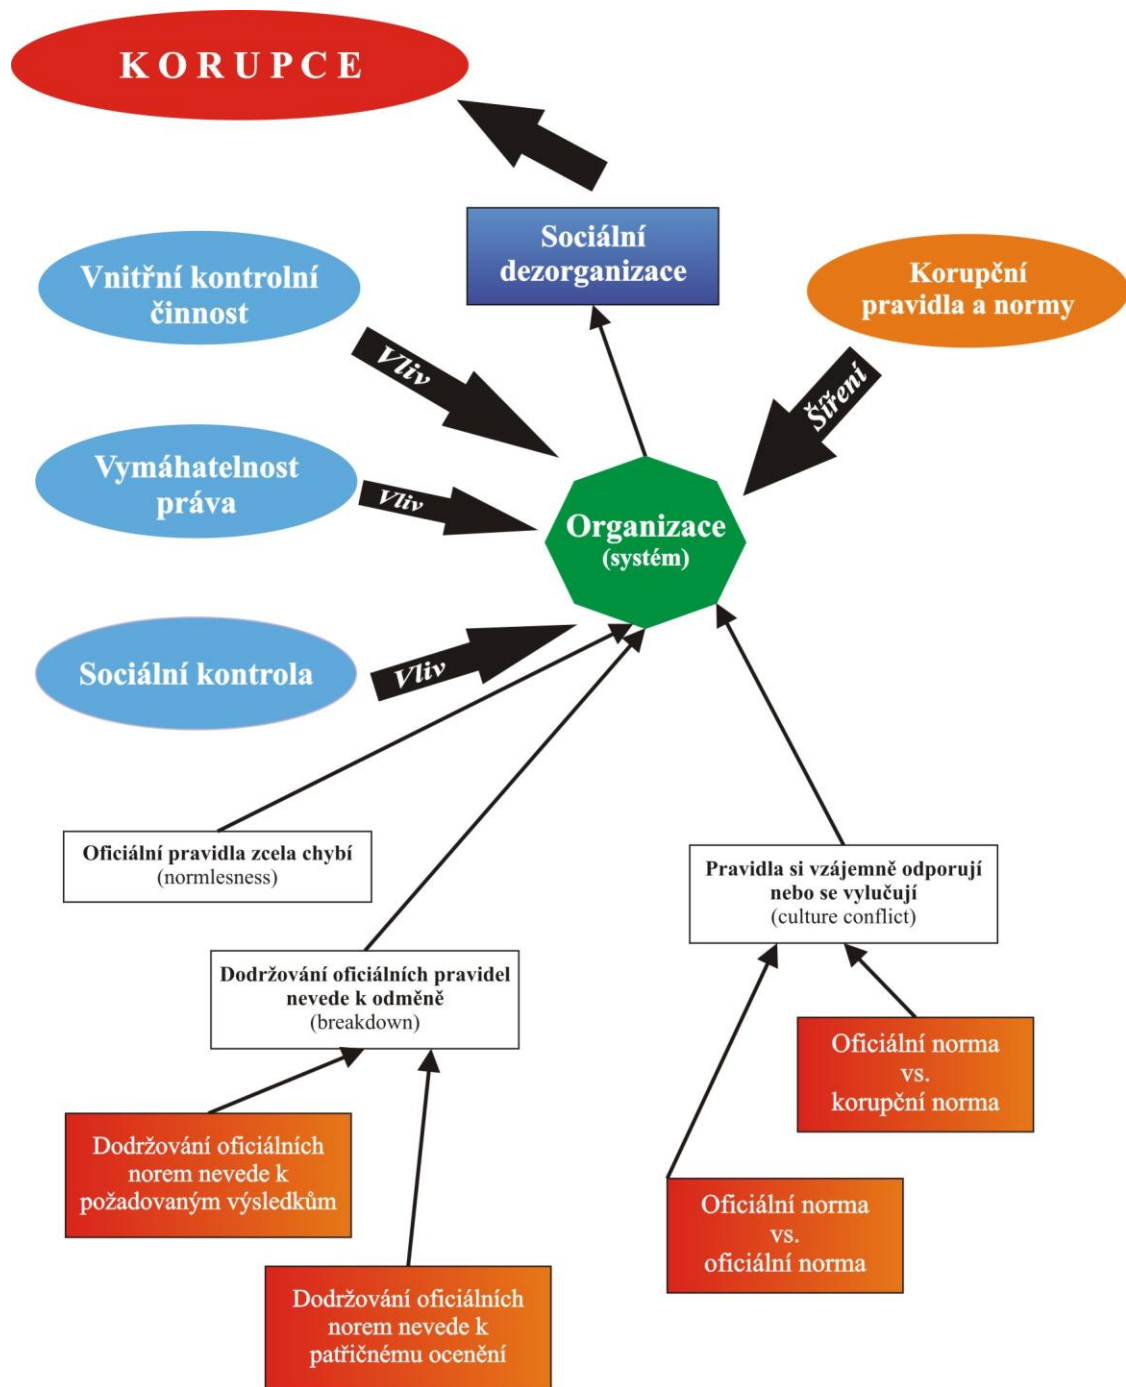 K O R U P C E
Sociální
dezorganizace
Vnitřní kontrolní
činnost
Korupční
pravidla a normy
Vliv
Šíření
Vymáhatelnost
práva
Vliv
Organizace
(systém)
Sociální kontrola
Vliv
Oficiální pravidla zcela chybí
(normlesness)
Pravidla si vzájemně odporují
nebo se vylučují
(culture conflict)
Dodržování oficiálních pravidel
nevede k odměně
(breakdown)
Oficiální norma
vs.
korupční norma
Dodržování oficiálních
norem nevede k
požadovaným výsledkům
Oficiální norma
vs.
oficiální norma
Dodržování oficiálních
norem nevede k
patřičnému ocenění